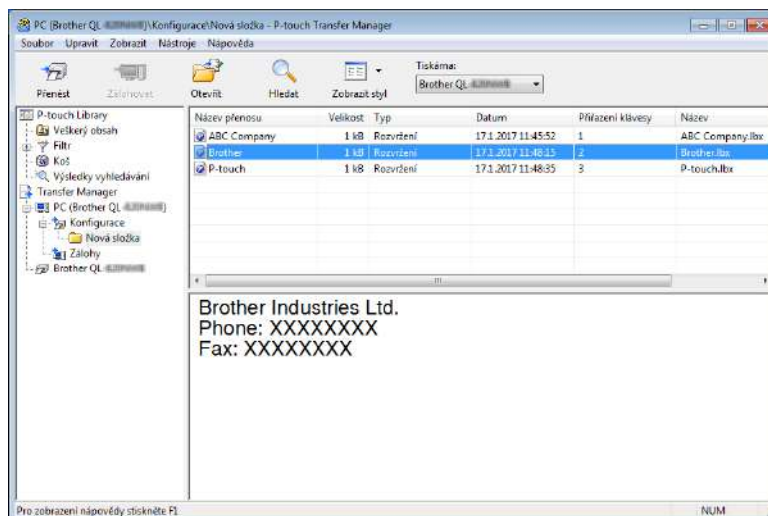 PC (Brother QL-)\Konfigurace\Nová složka - P-touch Transfer Manager
Soubor Upravit Zobrazit Nástroje Nápověda
Přenést Zálohovat Otevřít Hledat Zobrazit styl
Tiskárna:
Brother QL-
P-touch Library
Veškerý obsah
Filtr
Koš
Výsledky vyhledávání
Transfer Manager
PC (Brother QL-)
Konfigurace
Nová složka
Zálohy
Brother QL-
Název přenosu Velikost Typ Datum Přiřazení klávesy Název
ABC Company 1 kB Rozvržení 17.1.2017 11:45:52 1 ABC Company.lbx
Brother 1 kB Rozvržení 17.1.2017 11:48:15 2 Brother.lbx
P-touch 1 kB Rozvržení 17.1.2017 11:48:35 3 P-touch.lbx
Brother Industries Ltd.
Phone: XXXXXXXX
Fax: XXXXXXXX
Pro zobrazení nápovědy stiskněte F1 NUM